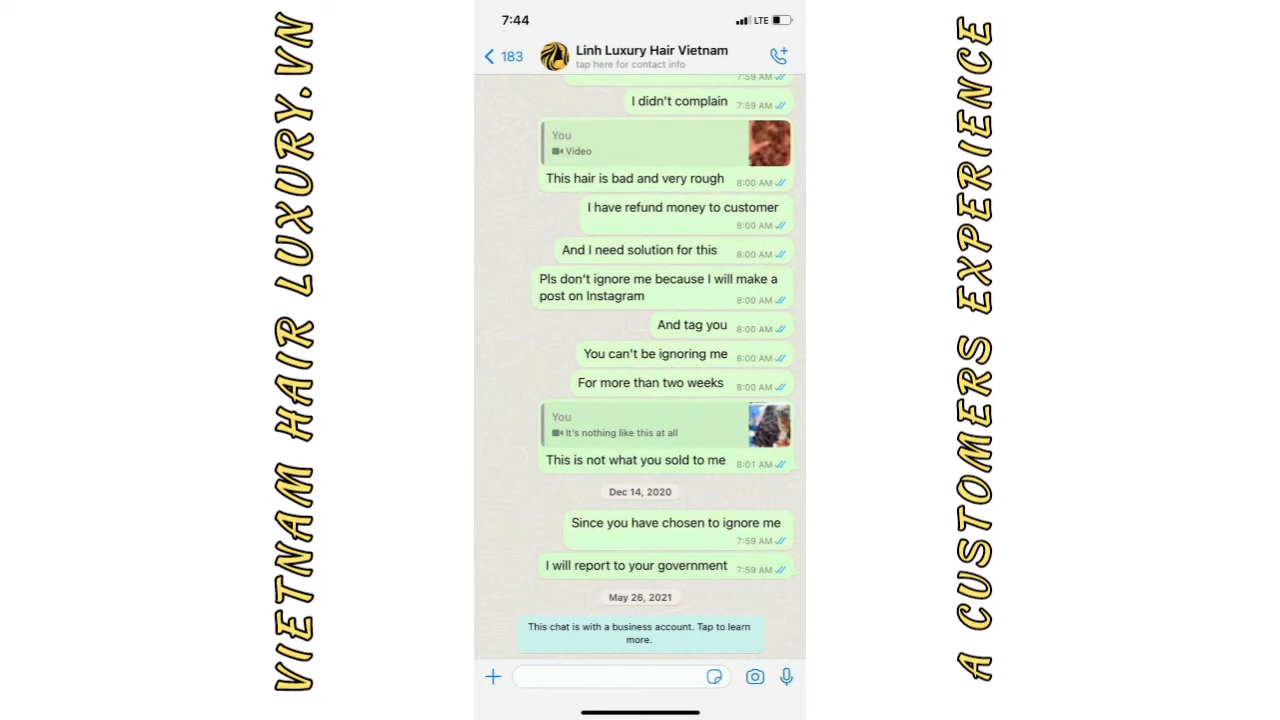 VIETNAM HAIR LUXURY.VN
7:44
LTE
183
Linh Luxury Hair Vietnam
tap here for contact info
7:59 AM
I didn't complain 7:59 AM
You
Video
This hair is bad and very rough 8:00 AM
I have refund money to customer
8:00 AM
And I need solution for this 8:00 AM
Pls don't ignore me because I will make a
post on Instagram 8:00 AM
And tag you 8:00 AM
You can't be ignoring me 8:00 AM
For more than two weeks 8:00 AM
You
It's nothing like this at all
This is not what you sold to me 8:01 AM
Dec 14, 2020
Since you have chosen to ignore me
7:59 AM
I will report to your government 7:59 AM
May 26, 2021
This chat is with a business account. Tap to learn
more.
A CUSTOMERS EXPERIENCE